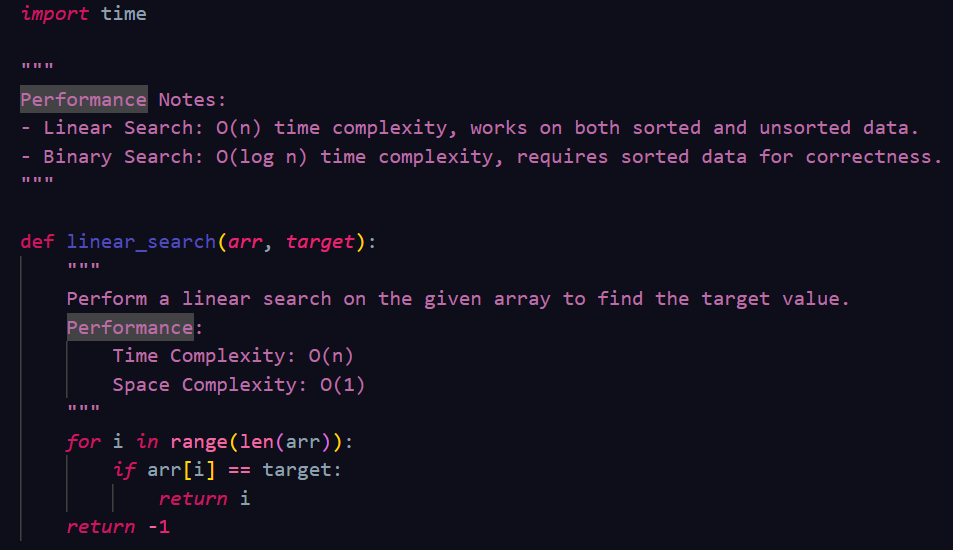 import time
"""
Performance Notes:
- Linear Search: O(n) time complexity, works on both sorted and unsorted data.
- Binary Search: O(log n) time complexity, requires sorted data for correctness.
"""
def linear_search(arr, target):
    """
    Perform a linear search on the given array to find the target value.
    Performance:
        Time Complexity: O(n)
        Space Complexity: O(1)
    """
    for i in range(len(arr)):
        if arr[i] == target:
            return i
    return -1